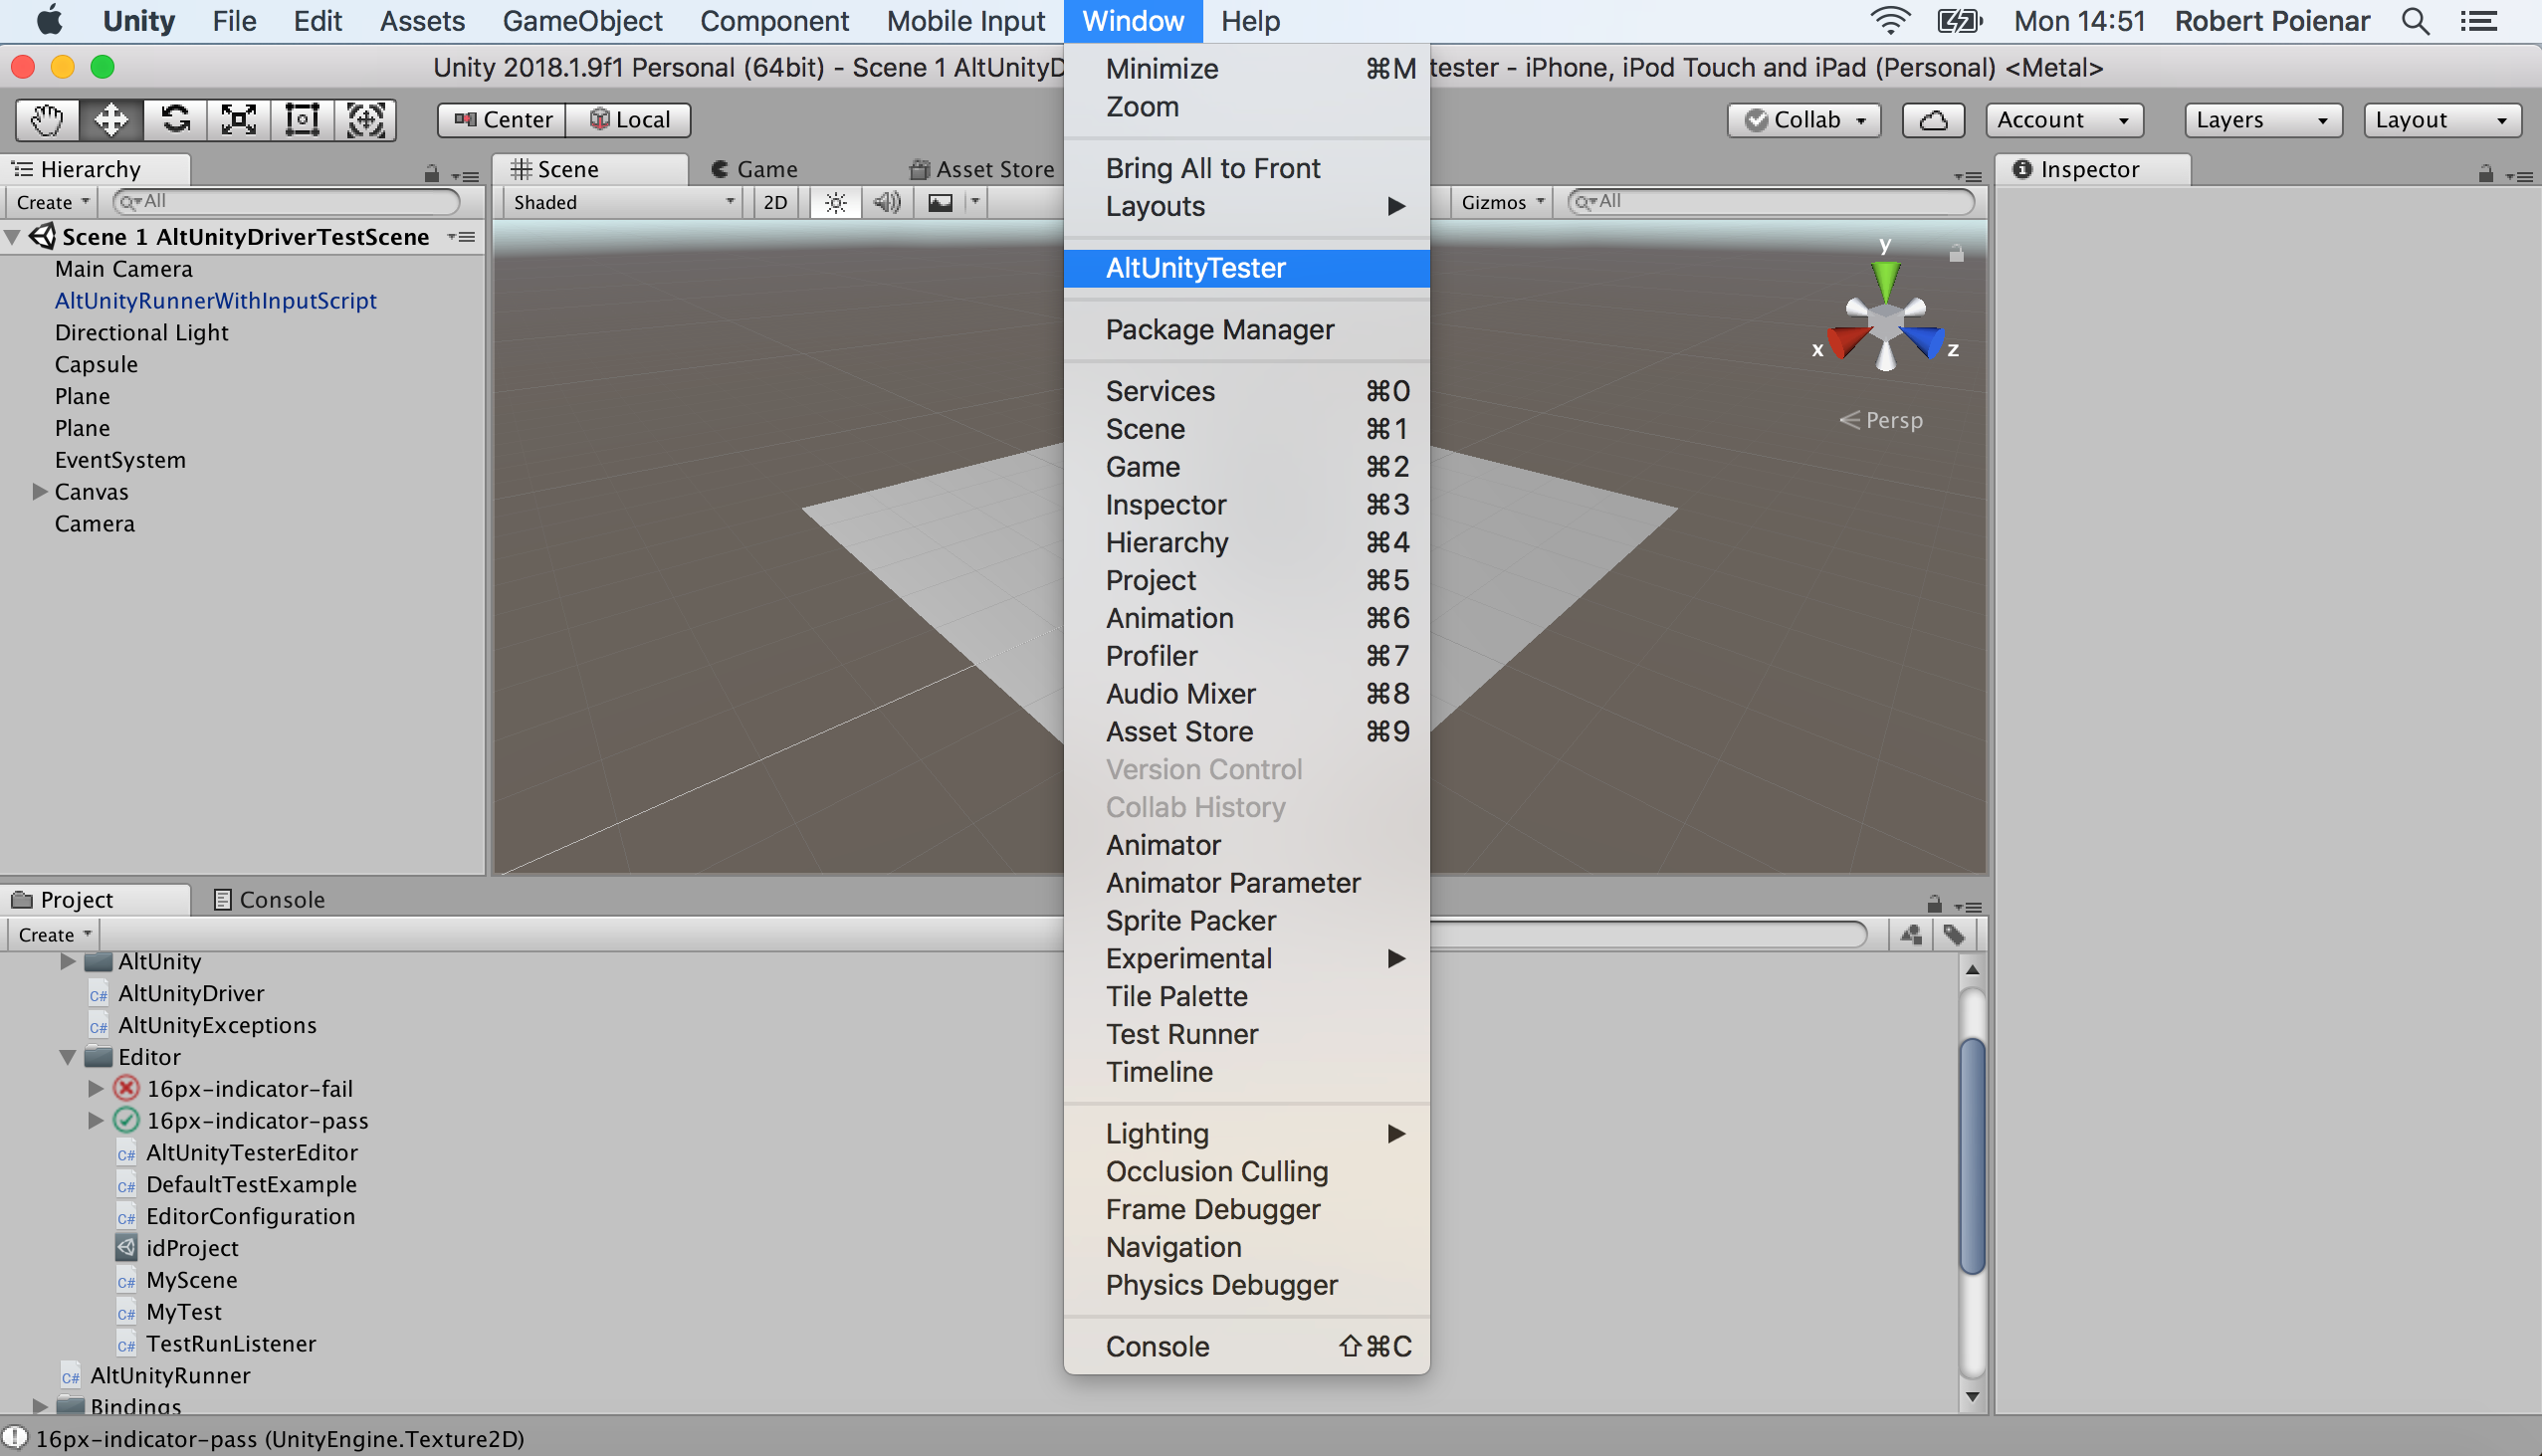 Unity File Edit Assets GameObject Component Mobile Input Window Help Mon 14:51 Robert Poienar
Unity 2018.1.9f1 Personal (64bit) - Scene 1 AltUnityD tester - iPhone, iPod Touch and iPad (Personal) <Metal>
Center Local Collab Account Layers Layout
Hierarchy
Create All
Scene 1 AltUnityDriverTestScene
Main Camera
AltUnityRunnerWithInputScript
Directional Light
Capsule
Plane
Plane
EventSystem
Canvas
Camera
Scene Game Asset Store
Shaded 2D Gizmos All
y
x z
Persp
Inspector
Minimize ⌘M
Zoom
Bring All to Front
Layouts
AltUnityTester
Package Manager
Services ⌘0
Scene ⌘1
Game ⌘2
Inspector ⌘3
Hierarchy ⌘4
Project ⌘5
Animation ⌘6
Profiler ⌘7
Audio Mixer ⌘8
Asset Store ⌘9
Version Control
Collab History
Animator
Animator Parameter
Sprite Packer
Experimental
Tile Palette
Test Runner
Timeline
Lighting
Occlusion Culling
Frame Debugger
Navigation
Physics Debugger
Console ⇧⌘C
Project Console
Create
AltUnity
C# AltUnityDriver
C# AltUnityExceptions
Editor
16px-indicator-fail
16px-indicator-pass
C# AltUnityTesterEditor
C# DefaultTestExample
C# EditorConfiguration
idProject
C# MyScene
C# MyTest
C# TestRunListener
C# AltUnityRunner
Bindings
16px-indicator-pass (UnityEngine.Texture2D)